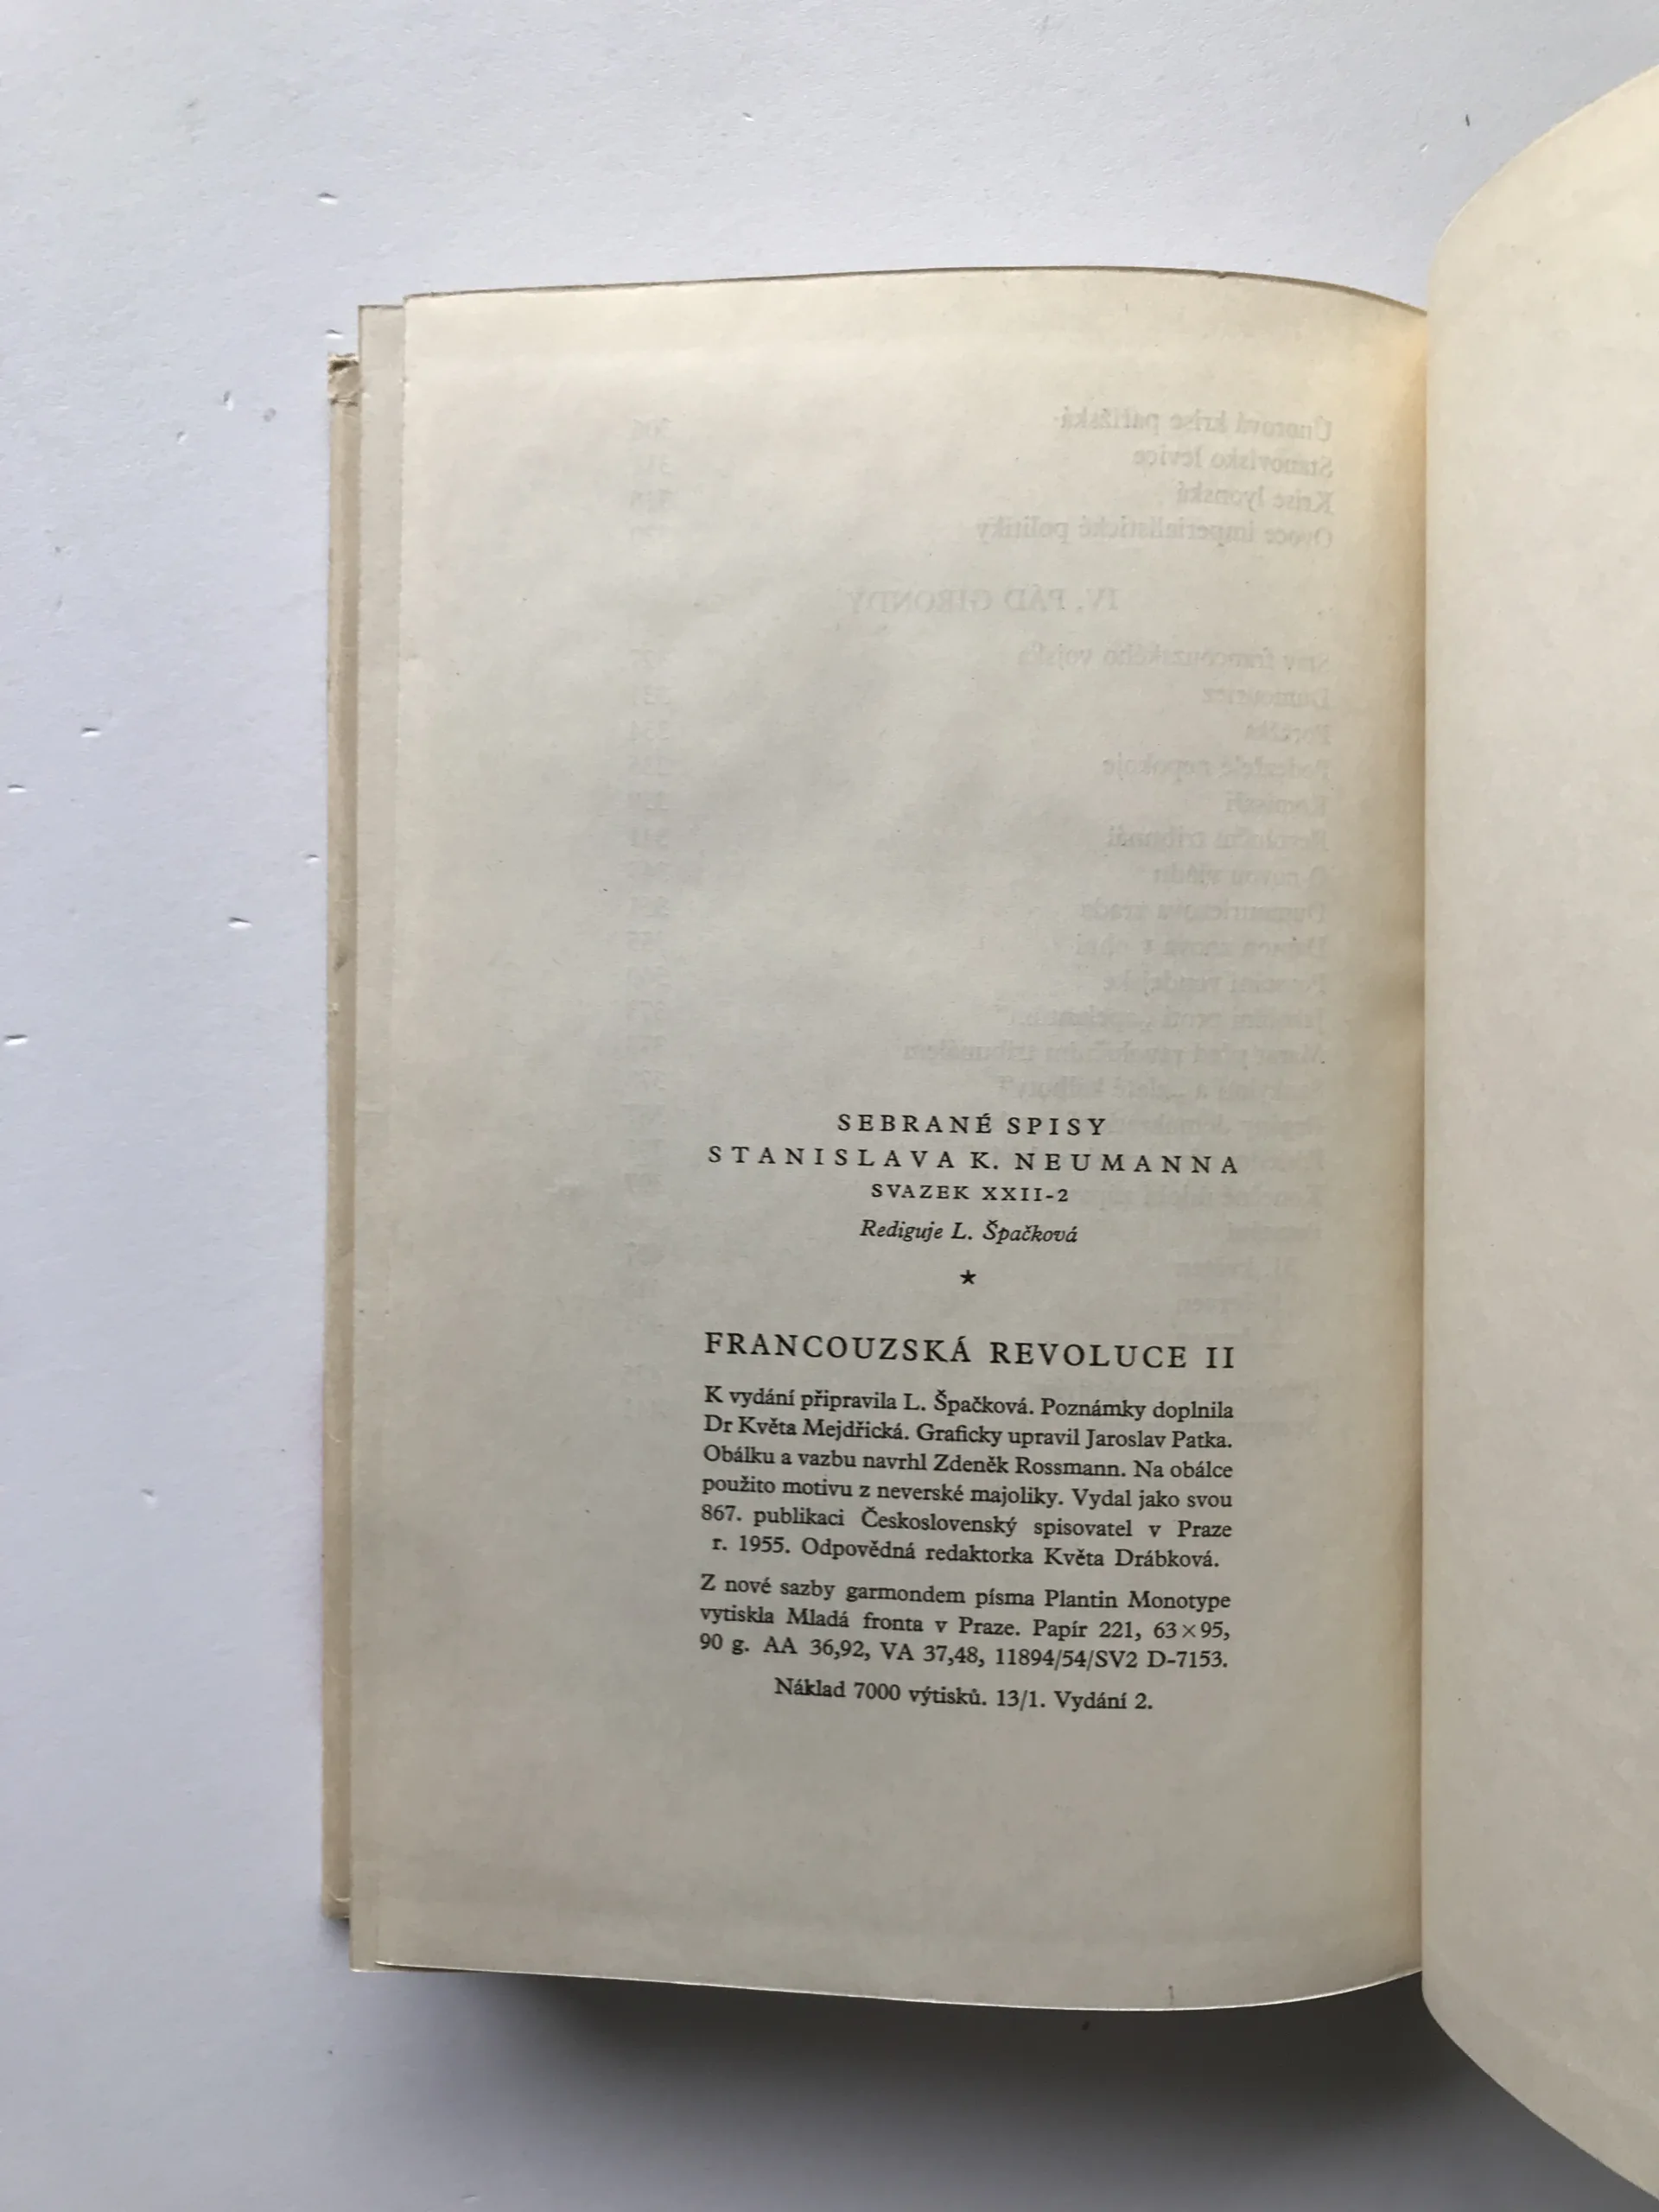 SEBRANÉ SPISY
STANISLAVA K. NEUMANNA
SVAZEK XXII-2
Rediguje L. Špačková
★
FRANCOUZSKÁ REVOLUCE II
K vydání připravila L. Špačková. Poznámky doplnila
Dr Květa Mejdřická. Graficky upravil Jaroslav Patka.
Obálku a vazbu navrhl Zdeněk Rossmann. Na obálce
použito motivu z neverské majoliky. Vydal jako svou
867. publikaci Československý spisovatel v Praze
r. 1955. Odpovědná redaktorka Květa Drábková.
Z nové sazby garmondem písma Plantin Monotype
vytiskla Mladá fronta v Praze. Papír 221, 63×95,
90 g. AA 36,92, VA 37,48, 11894/54/SV2 D-7153.
Náklad 7000 výtisků. 13/1. Vydání 2.